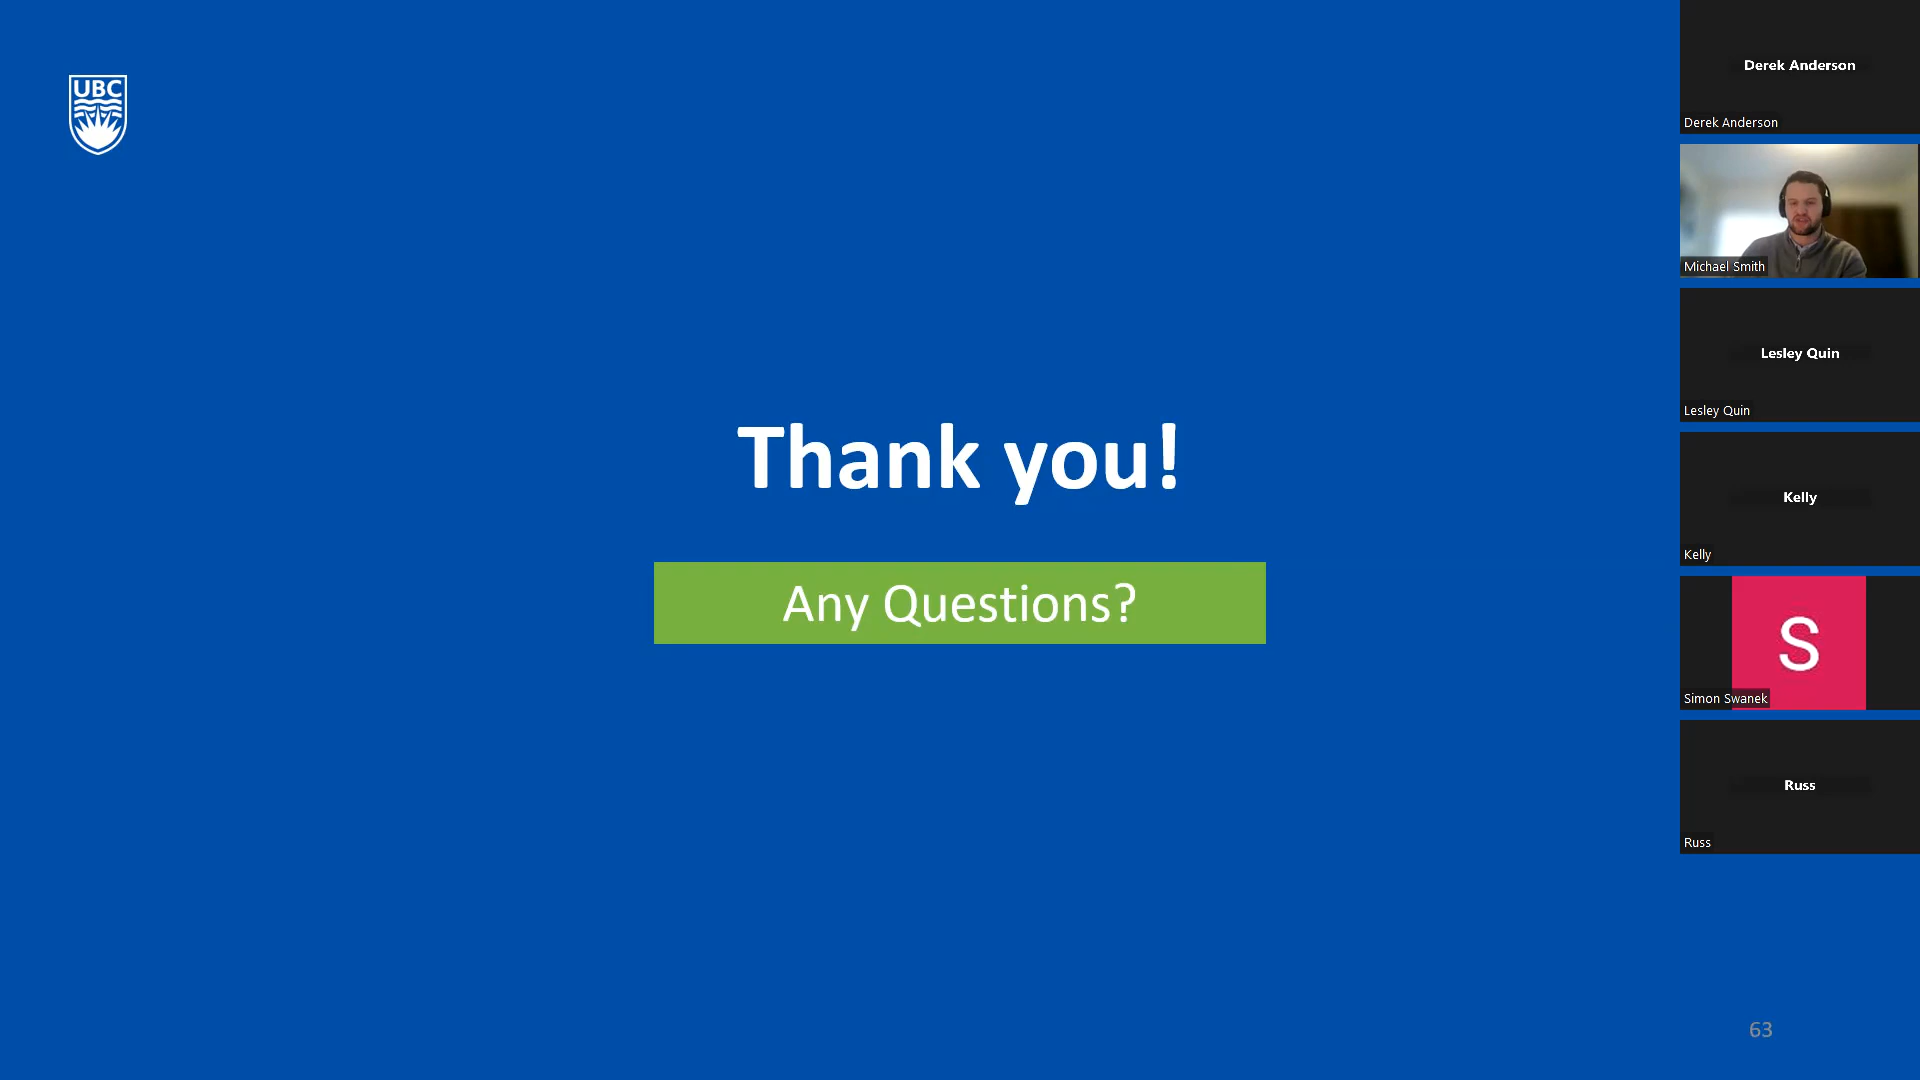 UBC
Thank you!
Any Questions?
63
Derek Anderson
Derek Anderson
Michael Smith
Lesley Quin
Lesley Quin
Kelly
Kelly
S
Simon Swanek
Russ
Russ